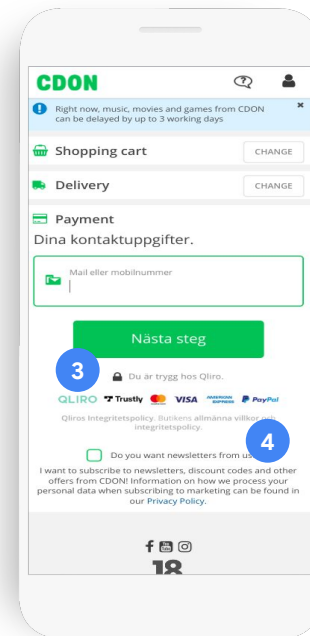 CDON
Right now, music, movies and games from CDON
can be delayed by up to 3 working days
Shopping cart
CHANGE
Delivery
CHANGE
Payment
Dina kontaktuppgifter.
Mail eller mobilnummer
Nästa steg
3
Du är trygg hos Qliro.
QLIRO Trustly VISA AMERICAN EXPRESS PayPal
Qliros Integritetspolicy. Butikens allmänna villkor och
integritetspolicy.
4
Do you want newsletters from us
I want to subscribe to newsletters, discount codes and other
offers from CDON! Information on how we process your
personal data when subscribing to marketing can be found in
our Privacy Policy.
18